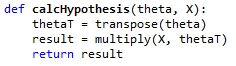 def calcHypothesis(theta, X):
    thetaT = transpose(theta)
    result = multiply(X, thetaT)
    return result